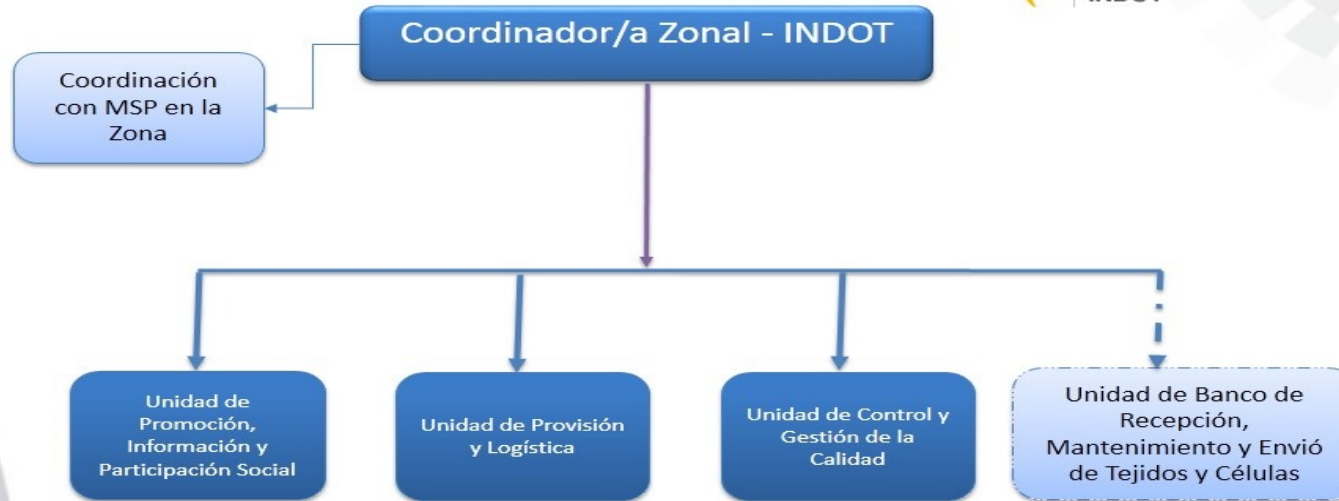 INDOT
Coordinador/a Zonal - INDOT
Coordinación
con MSP en la
Zona
Unidad de
Promoción,
Información y
Participación Social
Unidad de Provisión
y Logística
Unidad de Control y
Gestión de la
Calidad
Unidad de Banco de
Recepción,
Mantenimiento y Envió
de Tejidos y Células